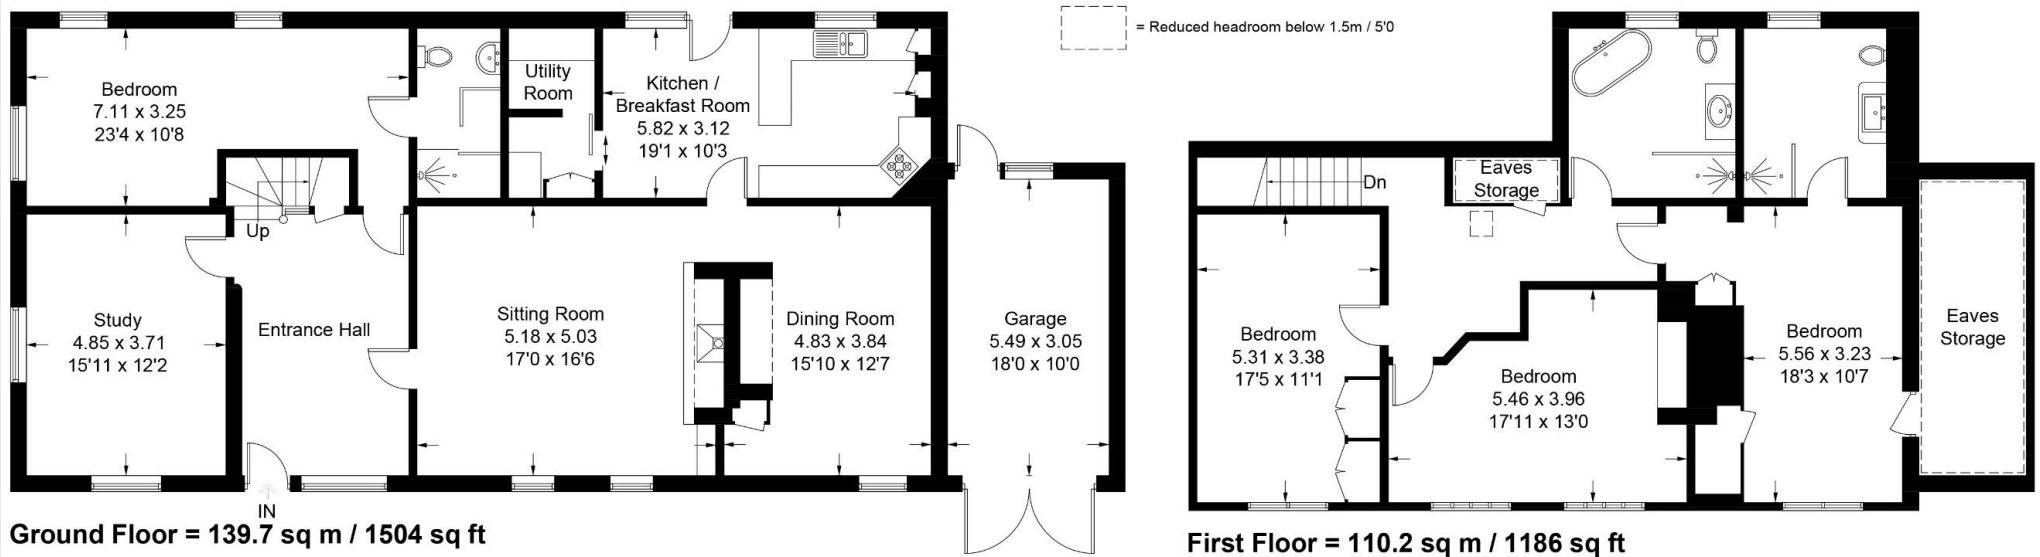 = Reduced headroom below 1.5m / 5'0
Bedroom
7.11 x 3.25
23'4 x 10'8
Utility
Room
Kitchen /
Breakfast Room
5.82 x 3.12
19'1 x 10'3
Up
Study
4.85 x 3.71
15'11 x 12'2
Entrance Hall
Sitting Room
5.18 x 5.03
17'0 x 16'6
Dining Room
4.83 x 3.84
15'10 x 12'7
Garage
5.49 x 3.05
18'0 x 10'0
IN
Ground Floor = 139.7 sq m / 1504 sq ft
Dn
Eaves
Storage
Bedroom
5.31 x 3.38
17'5 x 11'1
Bedroom
5.46 x 3.96
17'11 x 13'0
Bedroom
5.56 x 3.23
18'3 x 10'7
Eaves
Storage
First Floor = 110.2 sq m / 1186 sq ft